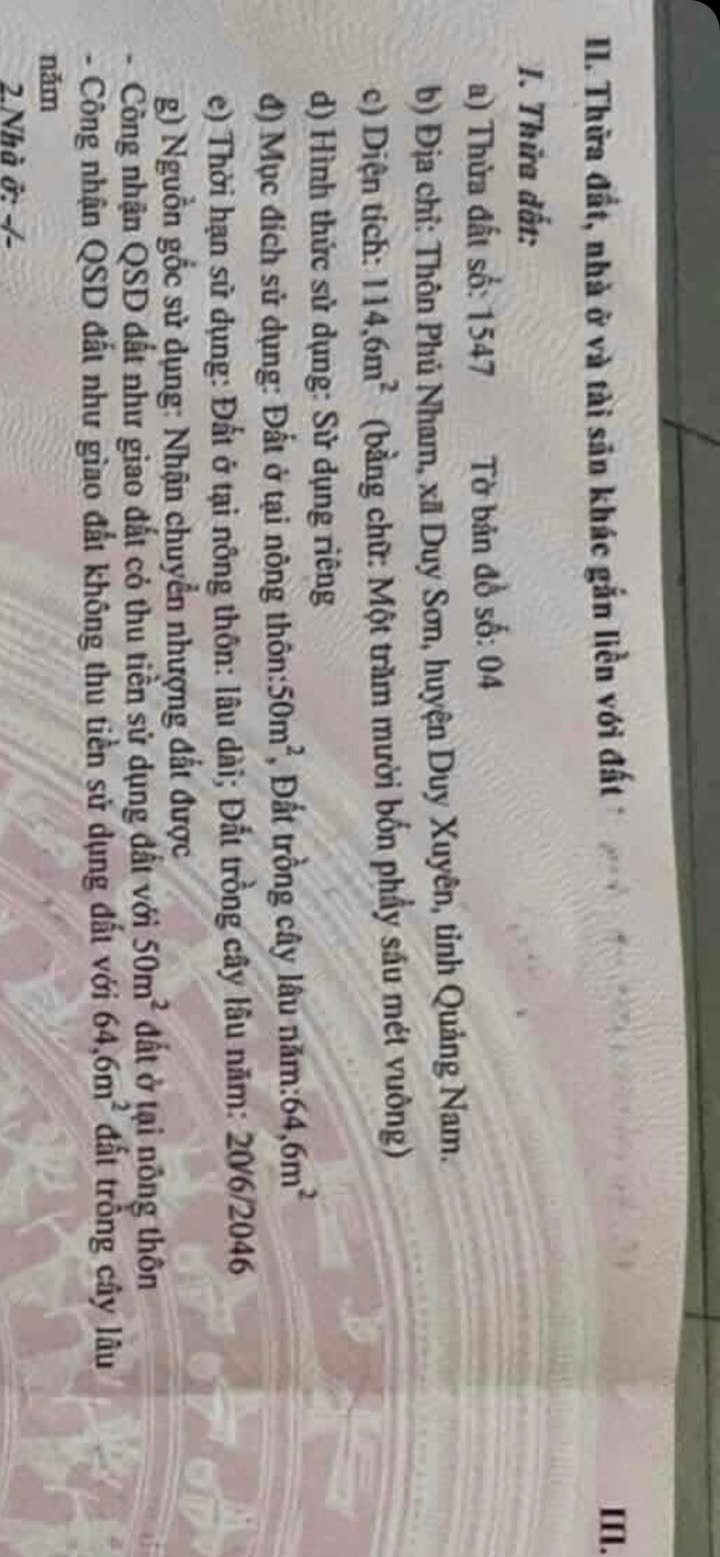 II. Thửa đất, nhà ở và tài sản khác gắn liền với đất
III.
1. Thửa đất:
a) Thửa đất số: 1547 Tờ bản đồ số: 04
b) Địa chỉ: Thôn Phú Nham, xã Duy Sơn, huyện Duy Xuyên, tỉnh Quảng Nam.
c) Diện tích: 114,6m² (bằng chữ: Một trăm mười bốn phẩy sáu mét vuông)
d) Hình thức sử dụng: Sử dụng riêng
đ) Mục đích sử dụng: Đất ở tại nông thôn:50m², Đất trồng cây lâu năm:64,6m²
e) Thời hạn sử dụng: Đất ở tại nông thôn: lâu dài; Đất trồng cây lâu năm: 20/6/2046
g) Nguồn gốc sử dụng: Nhận chuyển nhượng đất được
- Công nhận QSD đất như giao đất có thu tiền sử dụng đất với 50m² đất ở tại nông thôn
- Công nhận QSD đất như giao đất không thu tiền sử dụng đất với 64,6m² đất trồng cây lâu
năm
2.Nhà ở: -/-